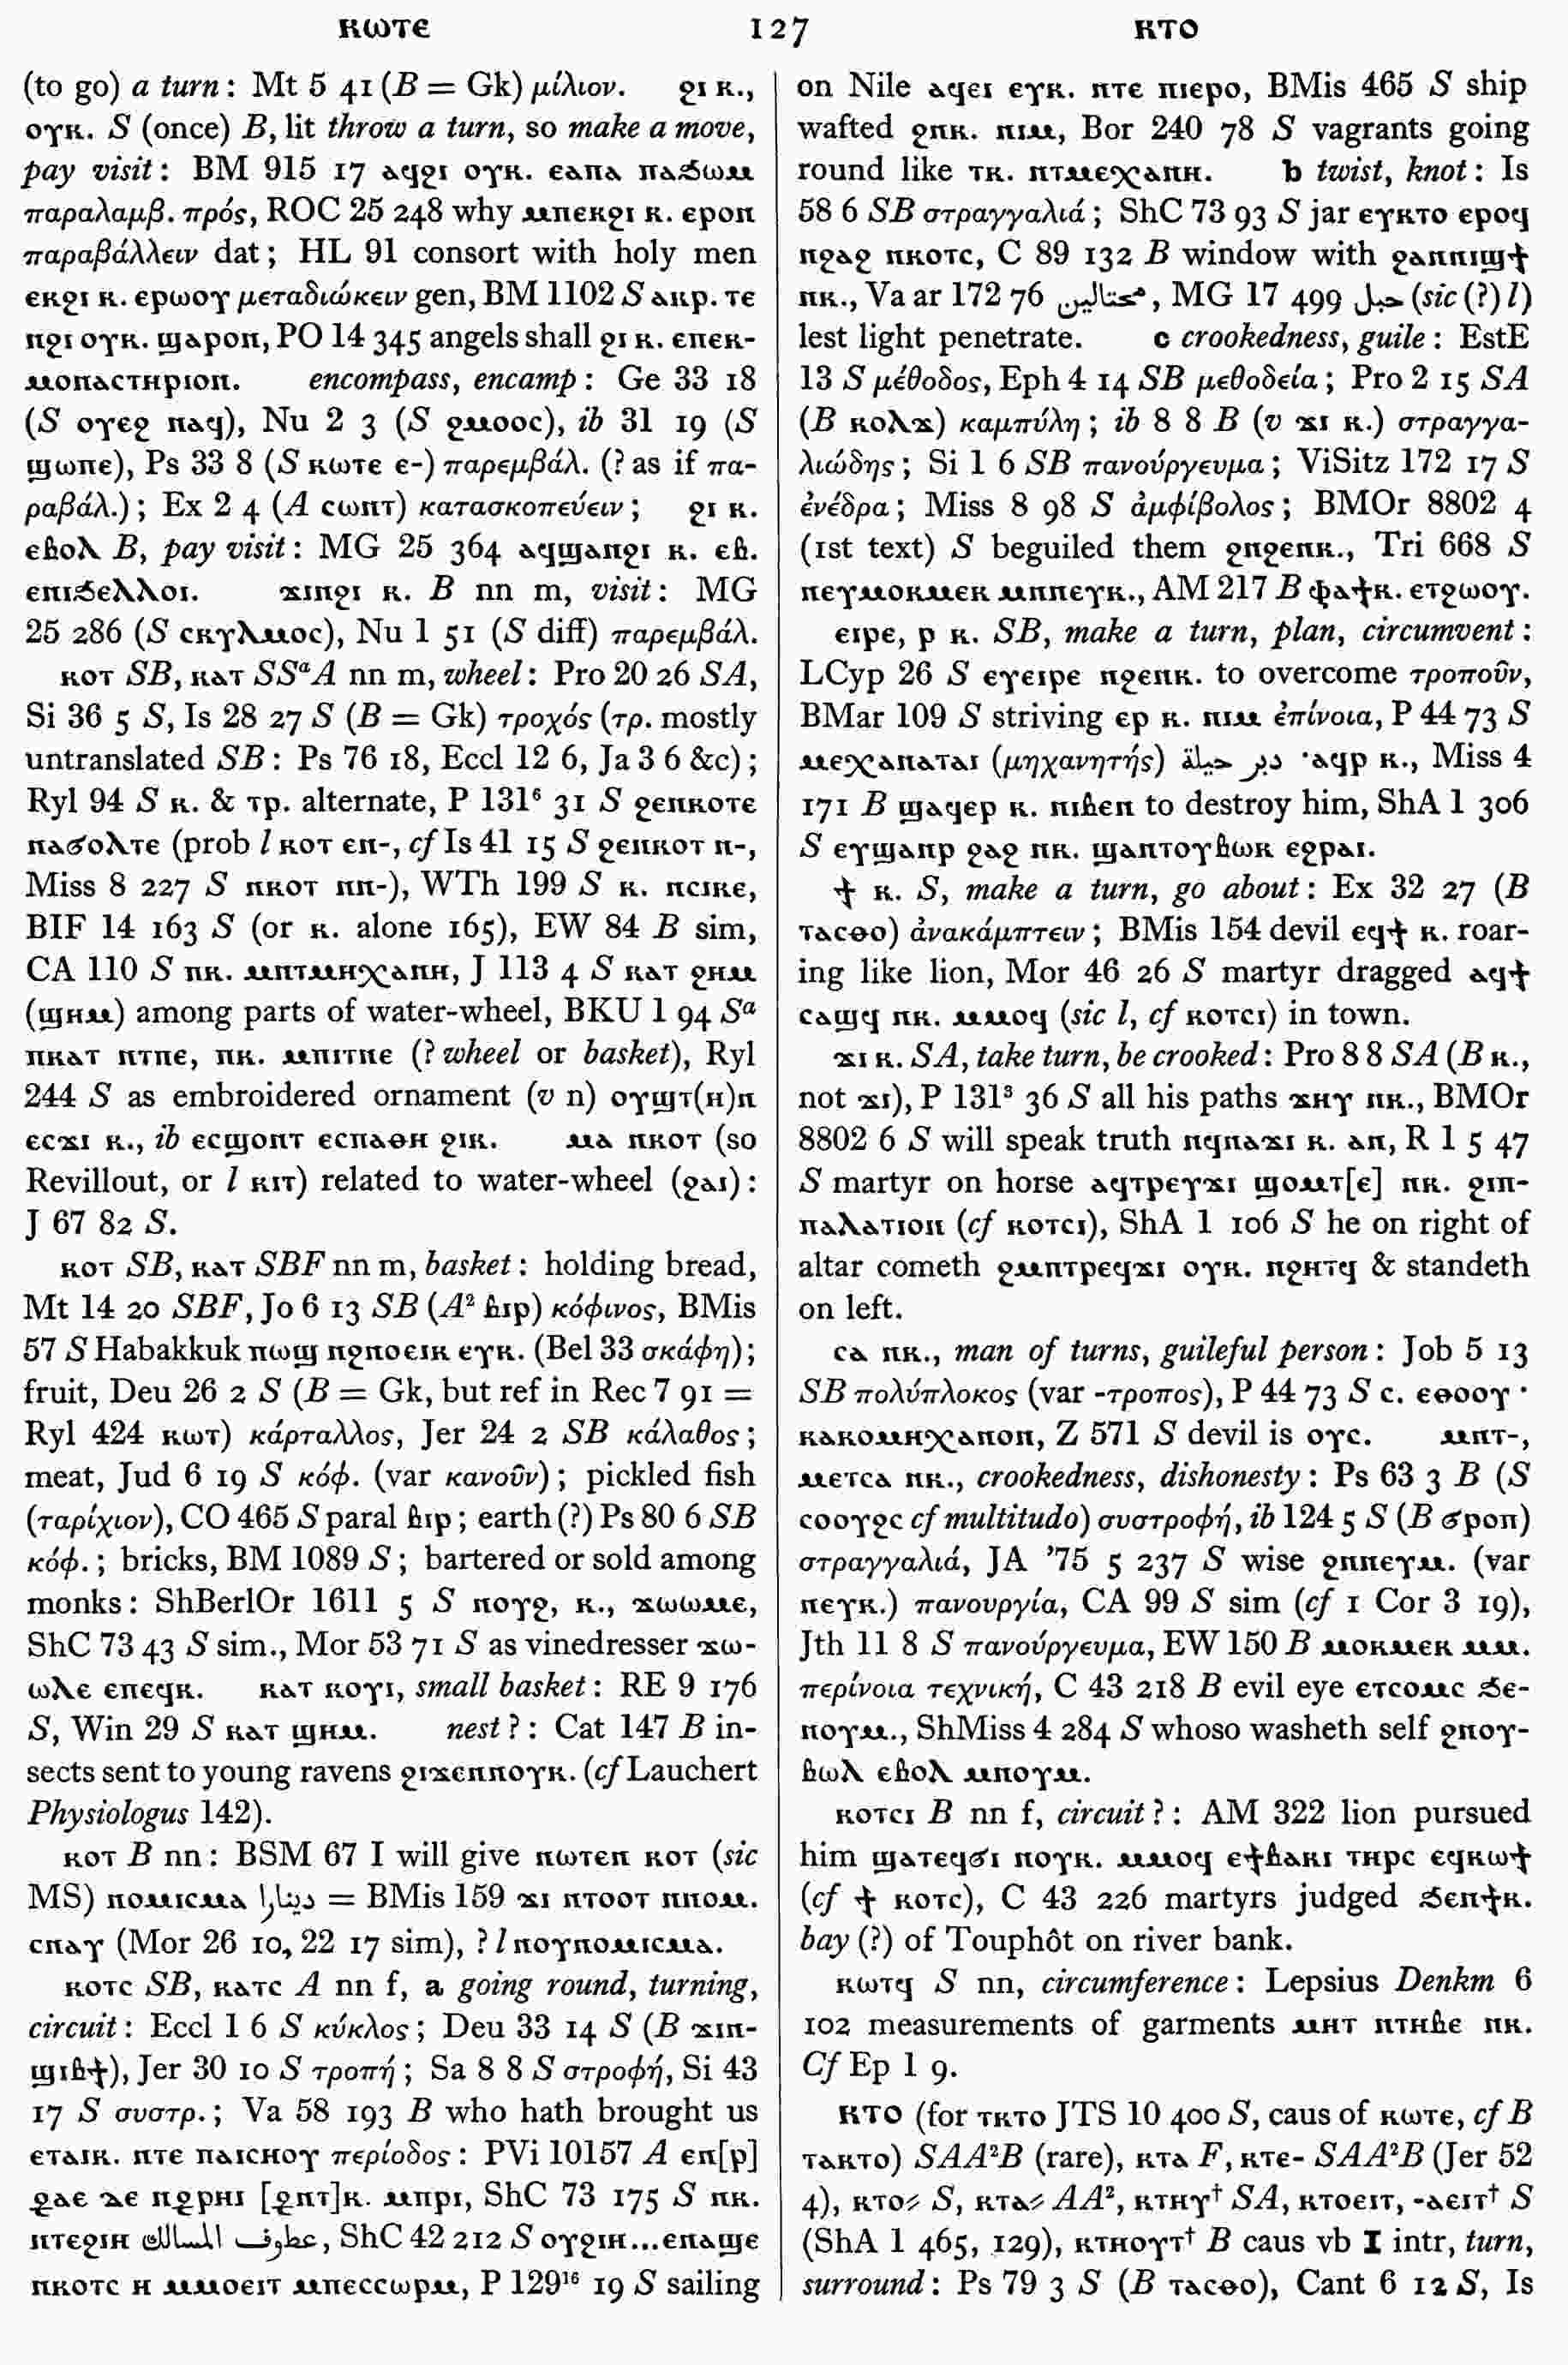 ⲕⲱⲧⲉ 127 ⲕⲧⲟ
(to go) a turn: Mt 5 41 (B = Gk) μίλιον. ϩⲓ ⲕ.,
ⲟⲩⲕ. S (once) B, lit throw a turn, so make a move,
pay visit: BM 915 17 ⲁϥϩⲓ ⲟⲩⲕ. ⲉⲁⲡⲁ ⲡⲁϧⲱⲙ
παραλαμβ. πρός, ROC 25 248 why ⲙⲡⲉⲕϩⲓ ⲕ. ⲉⲣⲟⲛ
παραβάλλειν dat; HL 91 consort with holy men
ⲉⲕϩⲓ ⲕ. ⲉⲣⲱⲟⲩ μεταδιώκειν gen, BM 1102 S ⲁⲕⲣ. ⲧⲉ
ⲛϩⲓ ⲟⲩⲕ. ϣⲁⲣⲟⲛ, PO 14 345 angels shall ϩⲓ ⲕ. ⲉⲡⲉⲕ-
ⲙⲟⲛⲁⲥⲧⲏⲣⲓⲟⲛ. encompass, encamp: Ge 33 18
(S ⲟⲩⲉϩ ⲛⲁϥ), Nu 2 3 (S ϩⲙⲟⲟⲥ), ib 31 19 (S
ϣⲱⲡⲉ), Ps 33 8 (S ⲕⲱⲧⲉ ⲉ-) παρεμβάλ. (? as if πα-
ραβάλ.); Ex 2 4 (A ⲥⲱⲛⲧ) κατασκοπεύειν; ϩⲓ ⲕ.
ⲉⲃⲟⲗ B, pay visit: MG 25 364 ⲁϥϣⲁⲛϩⲓ ⲕ. ⲉⲃ.
ⲉⲛⲓϧⲉⲗⲗⲟⲓ. ϫⲓⲛϩⲓ ⲕ. B nn m, visit: MG
25 286 (S ⲥⲕⲩⲗⲙⲟⲥ), Nu 1 51 (S diff) παρεμβάλ.
ⲕⲟⲧ SB, ⲕⲁⲧ SSᵃA nn m, wheel: Pro 20 26 SA,
Si 36 5 S, Is 28 27 S (B = Gk) τροχός (τρ. mostly
untranslated SB: Ps 76 18, Eccl 12 6, Ja 3 6 &c);
Ryl 94 S ⲕ. & τρ. alternate, P 131⁶ 31 S ϩⲉⲛⲕⲟⲧⲉ
ⲛⲁϭⲟⲗⲧⲉ (prob l ⲕⲟⲧ ⲉⲛ-, cf Is 41 15 S ϩⲉⲛⲕⲟⲧ ⲛ-,
Miss 8 227 S ⲛⲕⲟⲧ ⲛⲛ-), WTh 199 S ⲕ. ⲛⲥⲓⲕⲉ,
BIF 14 163 S (or ⲕ. alone 165), EW 84 B sim,
CA 110 S ⲡⲕ. ⲙⲡⲧⲙⲏⲭⲁⲛⲏ, J 113 4 S ⲕⲁⲧ ϩⲏⲙ
(ϣⲏⲙ) among parts of water-wheel, BKU 1 94 Sᵃ
ⲡⲕⲁⲧ ⲛⲧⲡⲉ, ⲡⲕ. ⲙⲡⲓⲧⲡⲉ (? wheel or basket), Ryl
244 S as embroidered ornament (v n) ⲟⲩϣⲧ(ⲏ)ⲛ
ⲉⲥϫⲓ ⲕ., ib ⲉⲥϣⲟⲛⲧ ⲉⲥⲡⲁⲑⲏ ϩⲓⲕ. ⲙⲁ ⲛⲕⲟⲧ (so
Revillout, or l ⲕⲓⲧ) related to water-wheel (ϩⲁⲓ):
J 67 82 S.
ⲕⲟⲧ SB, ⲕⲁⲧ SBF nn m, basket: holding bread,
Mt 14 20 SBF, Jo 6 13 SB (A² ⲃⲓⲣ) κόφινος, BMis
57 S Habakkuk ⲡⲱϣ ⲛϩⲛⲟⲉⲓⲕ ⲉⲩⲕ. (Bel 33 σκάφη);
fruit, Deu 26 2 S (B = Gk, but ref in Rec 7 91 =
Ryl 424 ⲕⲱⲧ) κάρταλλος, Jer 24 2 SB κάλαθος;
meat, Jud 6 19 S κόφ. (var κανοῦν); pickled fish
(ταρίχιον), CO 465 S paral ⲃⲓⲣ; earth (?) Ps 80 6 SB
κόφ.; bricks, BM 1089 S; bartered or sold among
monks: ShBerlOr 1611 5 S ⲛⲟⲩϩ, ⲕ., ϫⲱⲱⲙⲉ,
ShC 73 43 S sim., Mor 53 71 S as vinedresser ϫⲱ-
ⲱⲗⲉ ⲉⲡⲉϥⲕ. ⲕⲁⲧ ⲕⲟⲩⲓ, small basket: RE 9 176
S, Win 29 S ⲕⲁⲧ ϣⲏⲙ. nest?: Cat 147 B in-
sects sent to young ravens ϩⲓϫⲉⲛⲡⲟⲩⲕ. (cf Lauchert
Physiologus 142).
ⲕⲟⲧ B nn: BSM 67 I will give ⲛⲱⲧⲉⲛ ⲕⲟⲧ (sic
MS) ⲛⲟⲙⲓⲥⲙⲁ دينارا = BMis 159 ϫⲓ ⲛⲧⲟⲟⲧ ⲛⲛⲟⲙ.
ⲥⲛⲁⲩ (Mor 26 10, 22 17 sim), ? l ⲛⲟⲩⲛⲟⲙⲓⲥⲙⲁ.
ⲕⲟⲧⲥ SB, ⲕⲁⲧⲥ A nn f, a going round, turning,
circuit: Eccl 1 6 S κύκλος; Deu 33 14 S (B ϫⲓⲛ-
ϣⲓⲃϯ), Jer 30 10 S τροπή; Sa 8 8 S στροφή, Si 43
17 S συστρ.; Va 58 193 B who hath brought us
ⲉⲧⲁⲓⲕ. ⲛⲧⲉ ⲡⲁⲓⲥⲏⲟⲩ περίοδος: PVi 10157 A ⲉⲛ[ⲣ]
ϩⲁⲉ ϫⲉ ⲛϩⲣⲏⲓ [ϩⲛⲧ]ⲕ. ⲙⲡⲣⲓ, ShC 73 175 S ⲛⲕ.
ⲛⲧⲉϩⲓⲏ عطوف المسالك, ShC 42 212 S ⲟⲩϩⲓⲏ...ⲉⲛⲁϣⲉ
ⲛⲕⲟⲧⲥ ⲏ ⲙⲙⲟⲉⲓⲧ ⲙⲡⲉⲥⲥⲱⲣⲙ, P 129¹⁶ 19 S sailing
on Nile ⲁϥⲉⲓ ⲉⲩⲕ. ⲛⲧⲉ ⲡⲓⲉⲣⲟ, BMis 465 S ship
wafted ϩⲛⲕ. ⲛⲓⲙ, Bor 240 78 S vagrants going
round like ⲧⲕ. ⲛⲧⲙⲉⲭⲁⲛⲏ. b twist, knot: Is
58 6 SB στραγγαλιά; ShC 73 93 S jar ⲉⲩⲕⲧⲟ ⲉⲣⲟϥ
ⲛϩⲁϩ ⲛⲕⲟⲧⲥ, C 89 132 B window with ϩⲁⲛⲛⲓϣϯ
ⲛⲕ., Va ar 172 76, MG 17 499 (sic (?) l)
lest light penetrate. c crookedness, guile: EstE
13 S μέθοδος, Eph 4 14 SB μεθοδεία; Pro 2 15 SA
(B ⲕⲟⲗϫ) καμπύλη; ib 8 8 B (v ϫⲓ ⲕ.) στραγγα-
λιώδης; Si 1 6 SB πανούργευμα; ViSitz 172 17 S
ἐνέδρα; Miss 8 98 S ἀμφίβολος; BMOr 8802 4
(1st text) S beguiled them ϩⲛϩⲉⲛⲕ., Tri 668 S
ⲛⲉⲩⲙⲟⲕⲙⲉⲕ ⲙⲛⲛⲉⲩⲕ., AM 217 B ⲫⲁϯⲕ. ⲉⲧϩⲱⲟⲩ.
ⲉⲓⲣⲉ, ⲣ ⲕ. SB, make a turn, plan, circumvent:
LCyp 26 S ⲉⲩⲉⲓⲣⲉ ⲛϩⲉⲛⲕ. to overcome τροποῦν,
BMar 109 S striving ⲉⲣ ⲕ. ⲛⲓⲙ ἐπίνοια, P 44 73 S
ⲙⲉⲭⲁⲛⲁⲧⲁⲓ (μηχανητής) دبر حيلة · ⲁϥⲣ ⲕ., Miss 4
171 B ϣⲁϥⲉⲣ ⲕ. ⲛⲓⲃⲉⲛ to destroy him, ShA 1 306
S ⲉⲩϣⲁⲛⲣ ϩⲁϩ ⲛⲕ. ϣⲁⲛⲧⲟⲩⲃⲱⲕ ⲉϩⲣⲁⲓ.
ϯ ⲕ. S, make a turn, go about: Ex 32 27 (B
ⲧⲁⲥⲑⲟ) ἀνακάμπτειν; BMis 154 devil ⲉϥϯ ⲕ. roar-
ing like lion, Mor 46 26 S martyr dragged ⲁϥϯ
ⲥⲁϣϥ ⲛⲕ. ⲙⲙⲟϥ (sic l, cf ⲕⲟⲧⲥⲓ) in town.
ϫⲓ ⲕ. SA, take turn, be crooked: Pro 8 8 SA (B ⲕ.,
not ϫⲓ), P 131³ 36 S all his paths ϫⲏⲩ ⲛⲕ., BMOr
8802 6 S will speak truth ⲛϥⲛⲁϫⲓ ⲕ. ⲁⲛ, R 1 5 47
S martyr on horse ⲁϥⲧⲣⲉⲩϫⲓ ϣⲟⲙⲧ[ⲉ] ⲛⲕ. ϩⲓⲡ-
ⲡⲁⲗⲁⲧⲓⲟⲛ (cf ⲕⲟⲧⲥⲓ), ShA 1 106 S he on right of
altar cometh ϩⲙⲡⲧⲣⲉϥϫⲓ ⲟⲩⲕ. ⲛϩⲏⲧϥ & standeth
on left.
ⲥⲁ ⲛⲕ., man of turns, guileful person: Job 5 13
SB πολύπλοκος (var -τροπος), P 44 73 S ⲥ. ⲉⲑⲟⲟⲩ ·
ⲕⲁⲕⲟⲙⲏⲭⲁⲛⲟⲛ, Z 571 S devil is ⲟⲩⲥ. ⲙⲛⲧ-,
ⲙⲉⲧⲥⲁ ⲛⲕ., crookedness, dishonesty: Ps 63 3 B (S
ⲥⲟⲟⲩϩⲥ cf multitudo) συστροφή, ib 124 5 S (B ϭⲣⲟⲡ)
στραγγαλιά, JA ’75 5 237 S wise ϩⲛⲛⲉⲩⲙ. (var
ⲛⲉⲩⲕ.) πανουργία, CA 99 S sim (cf 1 Cor 3 19),
Jth 11 8 S πανούργευμα, EW 150 B ⲙⲟⲕⲙⲉⲕ ⲙⲙ.
περίνοια τεχνική, C 43 218 B evil eye ⲉⲧⲥⲟⲙⲥ ϧⲉ-
ⲛⲟⲩⲙ., ShMiss 4 284 S whoso washeth self ϩⲛⲟⲩ-
ⲃⲱⲗ ⲉⲃⲟⲗ ⲙⲛⲟⲩⲙ.
ⲕⲟⲧⲥⲓ B nn f, circuit?: AM 322 lion pursued
him ϣⲁⲧⲉϥϭⲓ ⲛⲟⲩⲕ. ⲙⲙⲟϥ ⲉϯⲃⲁⲕⲓ ⲧⲏⲣⲥ ⲉϥⲕⲱϯ
(cf ϯ ⲕⲟⲧⲥ), C 43 226 martyrs judged ϧⲉⲛϯⲕ.
bay (?) of Touphôt on river bank.
ⲕⲱⲧϥ S nn, circumference: Lepsius Denkm 6
102 measurements of garments ⲙⲏⲧ ⲛⲧⲏⲃⲉ ⲛⲕ.
Cf Ep 1 9.
ⲕⲧⲟ (for ⲧⲕⲧⲟ JTS 10 400 S, caus of ⲕⲱⲧⲉ, cf B
ⲧⲁⲕⲧⲟ) SAA²B (rare), ⲕⲧⲁ F, ⲕⲧⲉ- SAA²B (Jer 52
4), ⲕⲧⲟ⸗ S, ⲕⲧⲁ⸗ AA², ⲕⲧⲏⲩ† SA, ⲕⲧⲟⲉⲓⲧ, -ⲁⲉⲓⲧ† S
(ShA 1 465, 129), ⲕⲧⲏⲟⲩⲧ† B caus vb I intr, turn,
surround: Ps 79 3 S (B ⲧⲁⲥⲑⲟ), Cant 6 12 S, Is